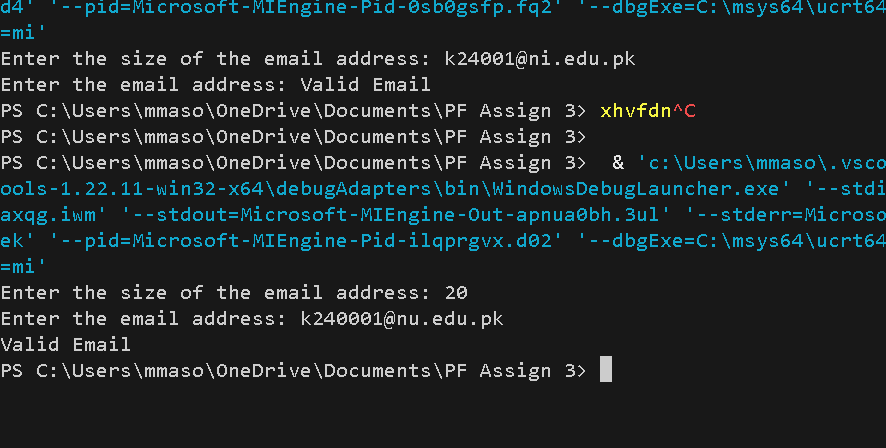 d4' '--pid=Microsoft-MIEngine-Pid-0sb0gsfp.fq2' '--dbgExe=C:\msys64\ucrt64
=mi'
Enter the size of the email address: k24001@ni.edu.pk
Enter the email address: Valid Email
PS C:\Users\mmaso\OneDrive\Documents\PF Assign 3> xhvfdn^C
PS C:\Users\mmaso\OneDrive\Documents\PF Assign 3>
PS C:\Users\mmaso\OneDrive\Documents\PF Assign 3>  & 'c:\Users\mmaso\.vsco
ools-1.22.11-win32-x64\debugAdapters\bin\WindowsDebugLauncher.exe' '--stdi
axqg.iwm' '--stdout=Microsoft-MIEngine-Out-apnua0bh.3ul' '--stderr=Microso
ek' '--pid=Microsoft-MIEngine-Pid-ilqprgvx.d02' '--dbgExe=C:\msys64\ucrt64
=mi'
Enter the size of the email address: 20
Enter the email address: k240001@nu.edu.pk
Valid Email
PS C:\Users\mmaso\OneDrive\Documents\PF Assign 3>